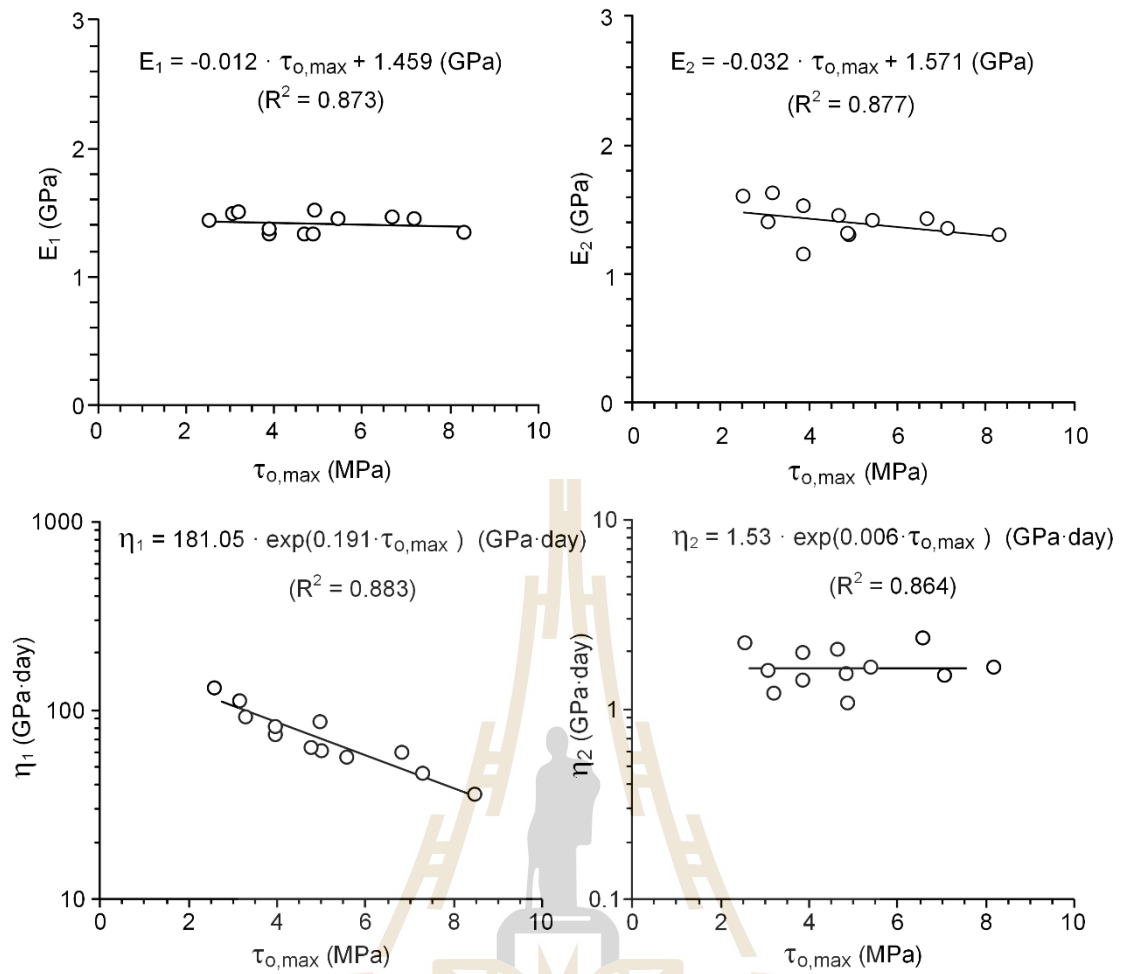 E₁ = -0.012 · τo,max + 1.459 (GPa)
(R² = 0.873)
3
2
1
0
E₁ (GPa)
0 2 4 6 8 10
τo,max (MPa)
E₂ = -0.032 · τo,max + 1.571 (GPa)
(R² = 0.877)
3
2
1
0
E₂ (GPa)
0 2 4 6 8 10
τo,max (MPa)
η₁ = 181.05 · exp(0.191·τo,max ) (GPa·day)
(R² = 0.883)
1000
100
10
η₁ (GPa·day)
0 2 4 6 8 10
τo,max (MPa)
η₂ = 1.53 · exp(0.006·τo,max ) (GPa·day)
(R² = 0.864)
10
1
0.1
η₂ (GPa·day)
0 2 4 6 8 10
τo,max (MPa)